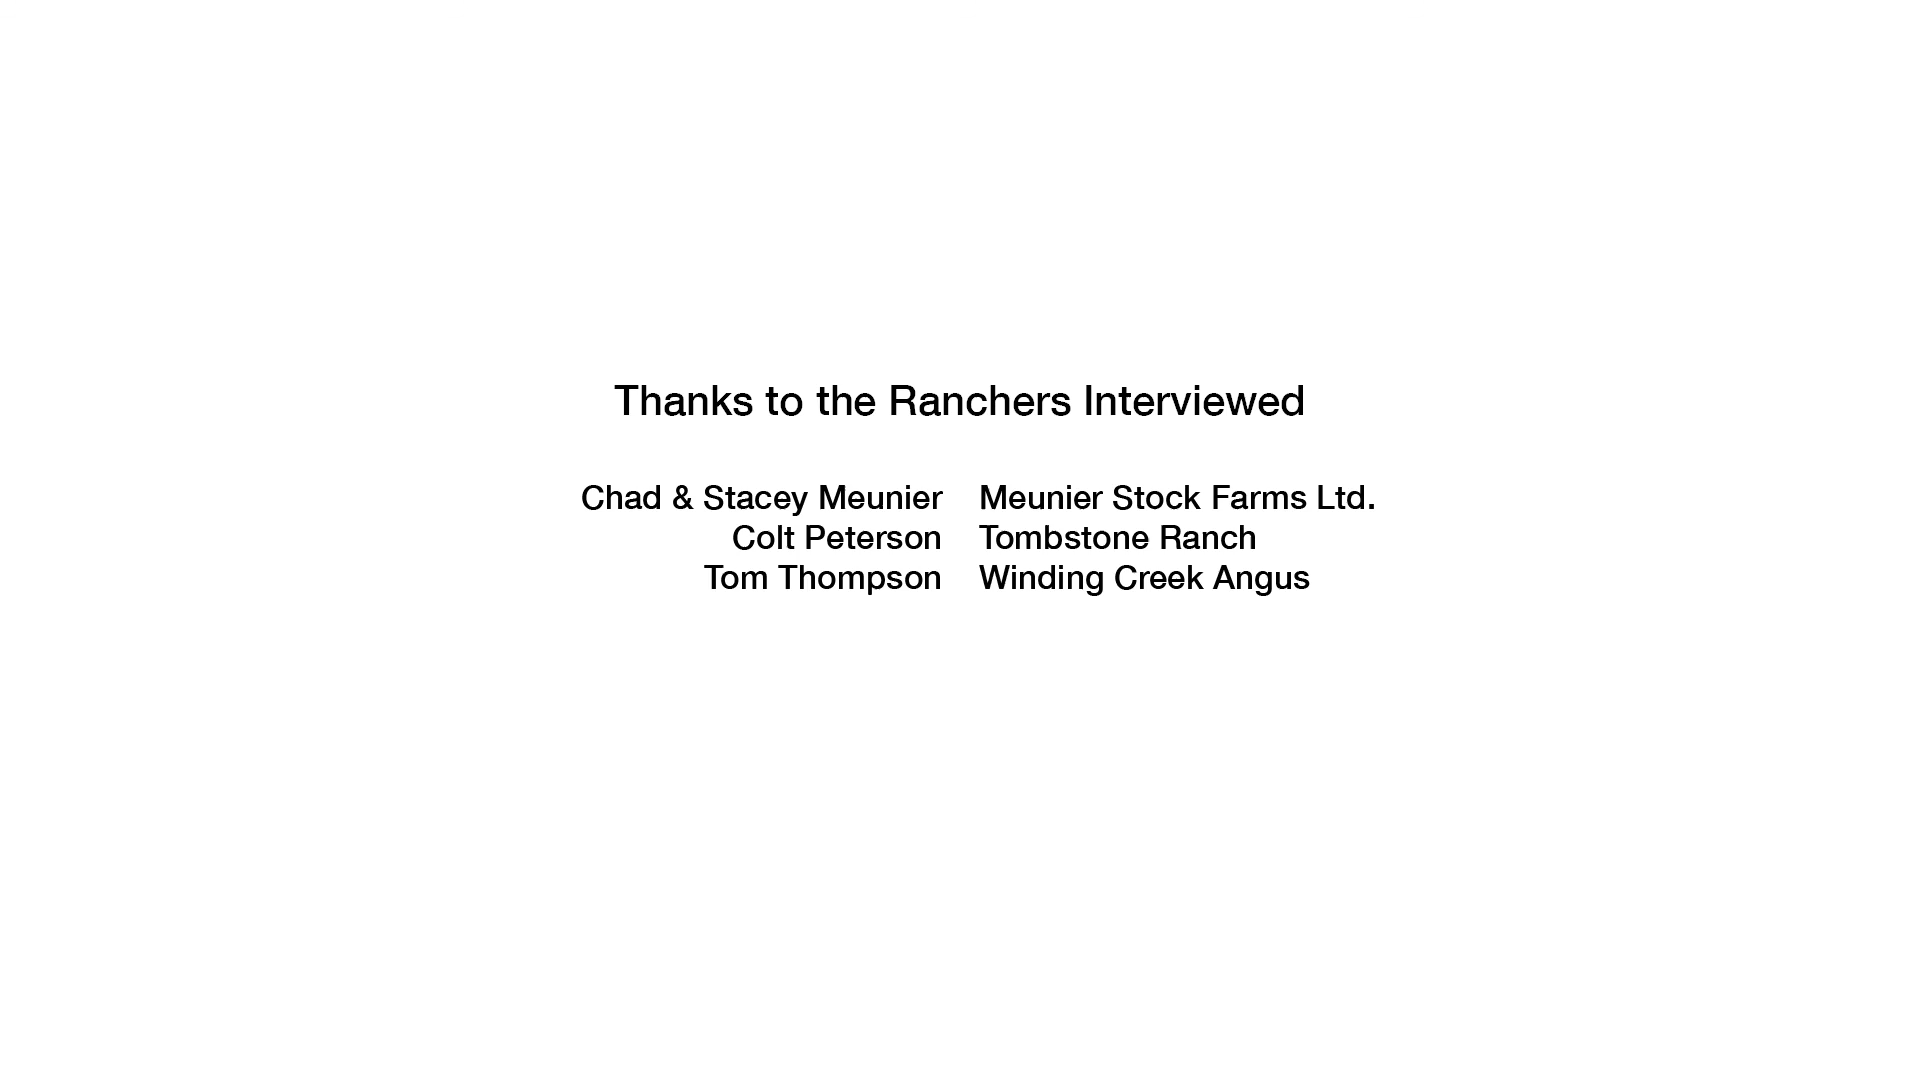 Thanks to the Ranchers Interviewed
Chad & Stacey Meunier Meunier Stock Farms Ltd.
Colt Peterson Tombstone Ranch
Tom Thompson Winding Creek Angus